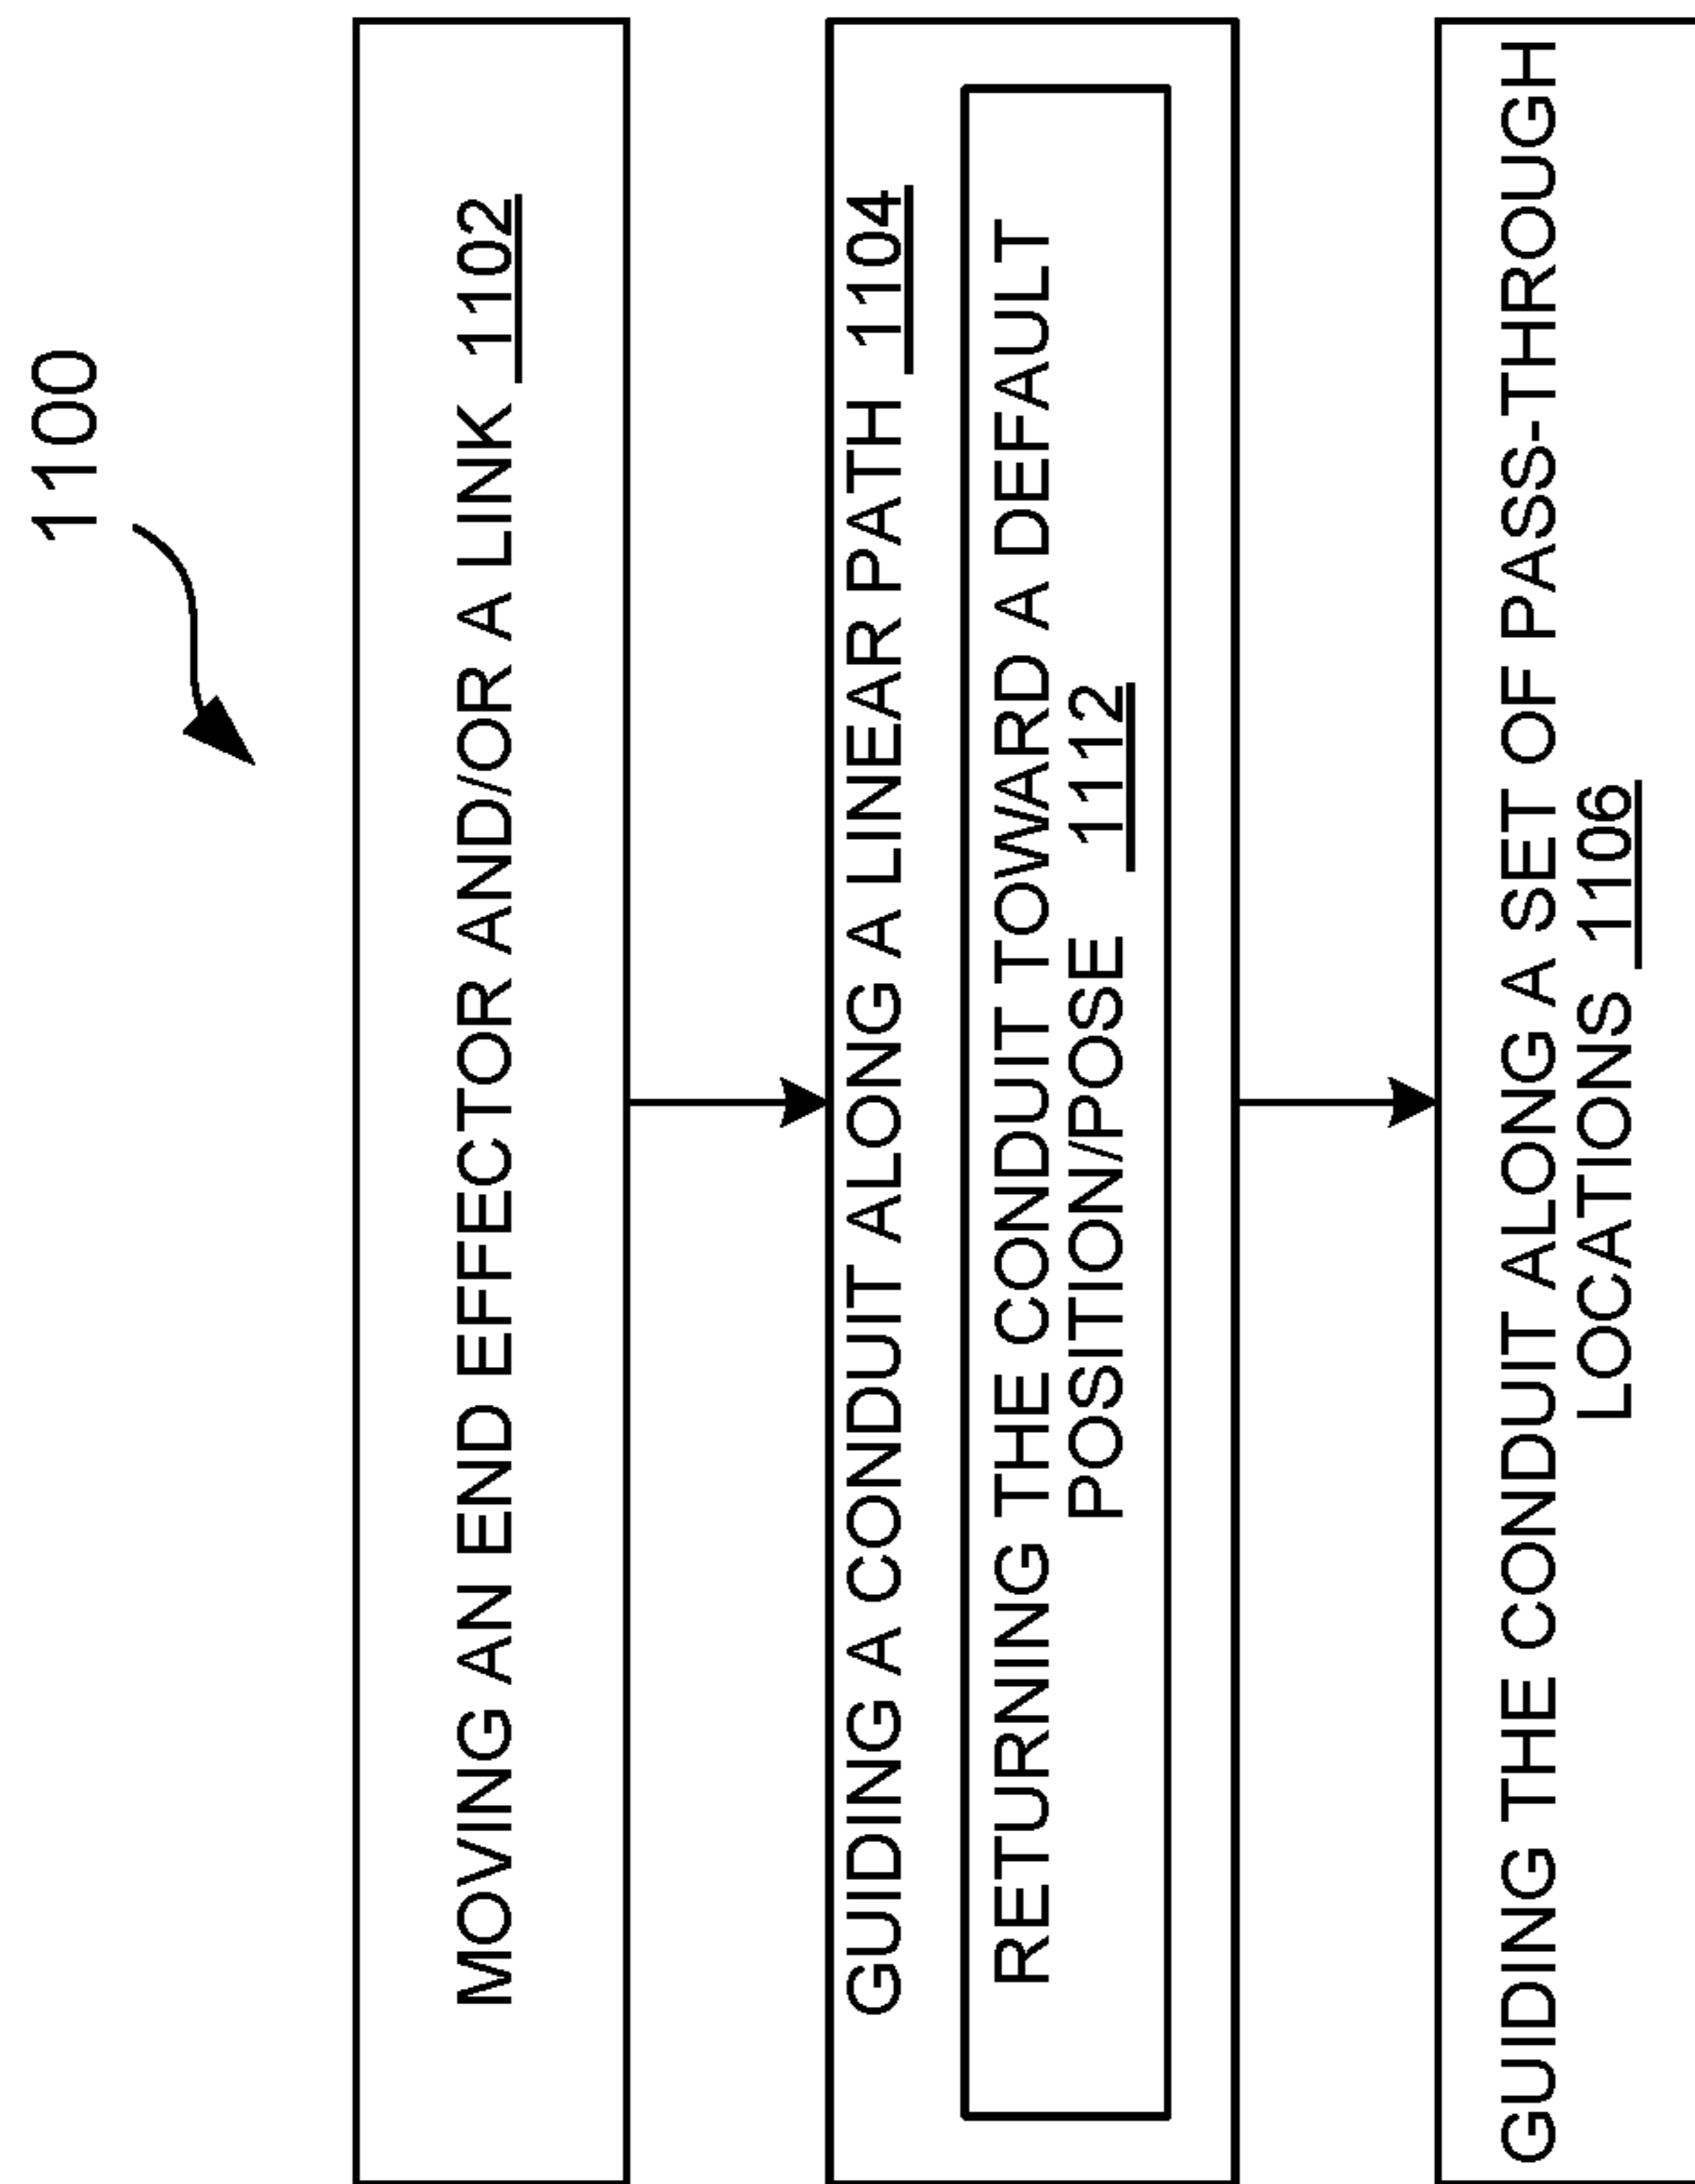 1100
MOVING AN END EFFECTOR AND/OR A LINK 1102
GUIDING A CONDUIT ALONG A LINEAR PATH 1104
RETURNING THE CONDUIT TOWARD A DEFAULT
POSITION/POSE 1112
GUIDING THE CONDUIT ALONG A SET OF PASS-THROUGH
LOCATIONS 1106